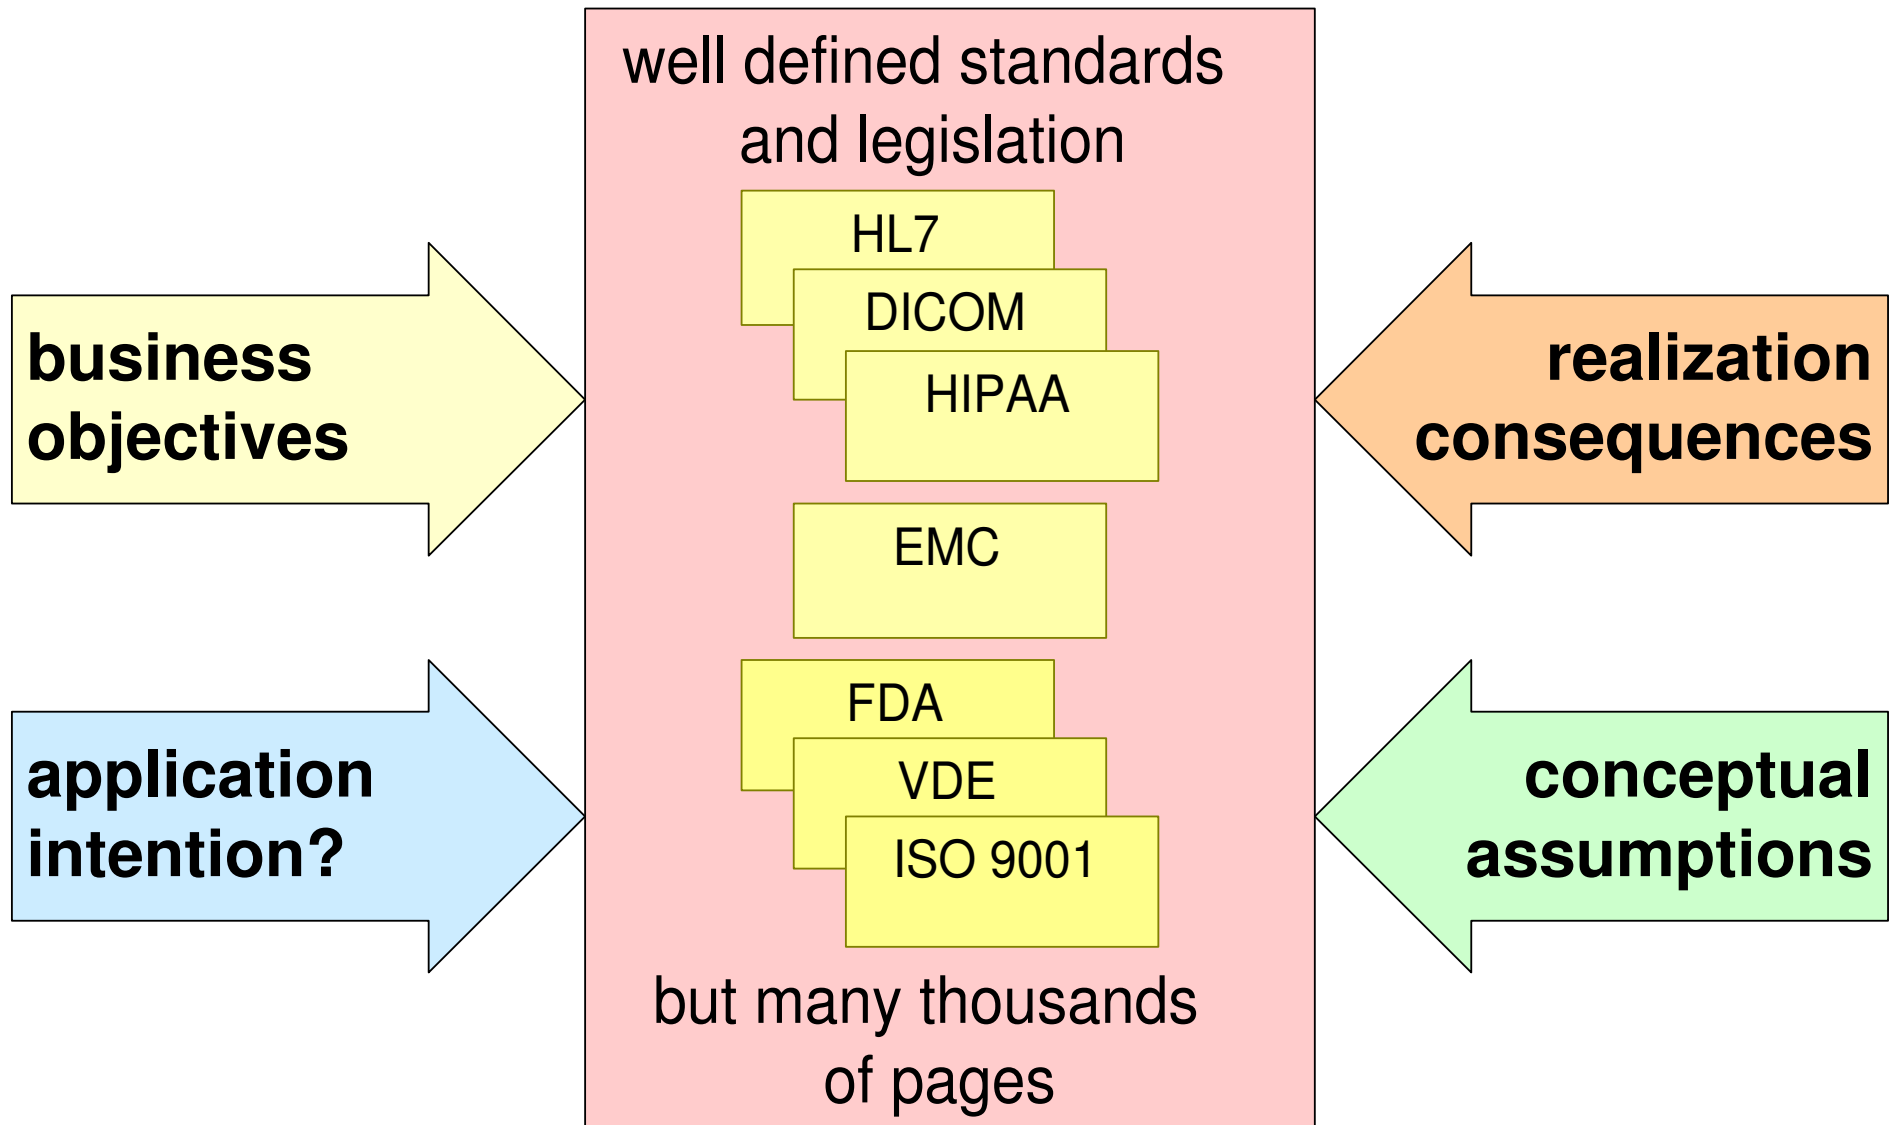 well defined standards
and legislation
HL7
DICOM
HIPAA
EMC
FDA
VDE
ISO 9001
but many thousands
of pages
business
objectives
application
intention?
realization
consequences
conceptual
assumptions